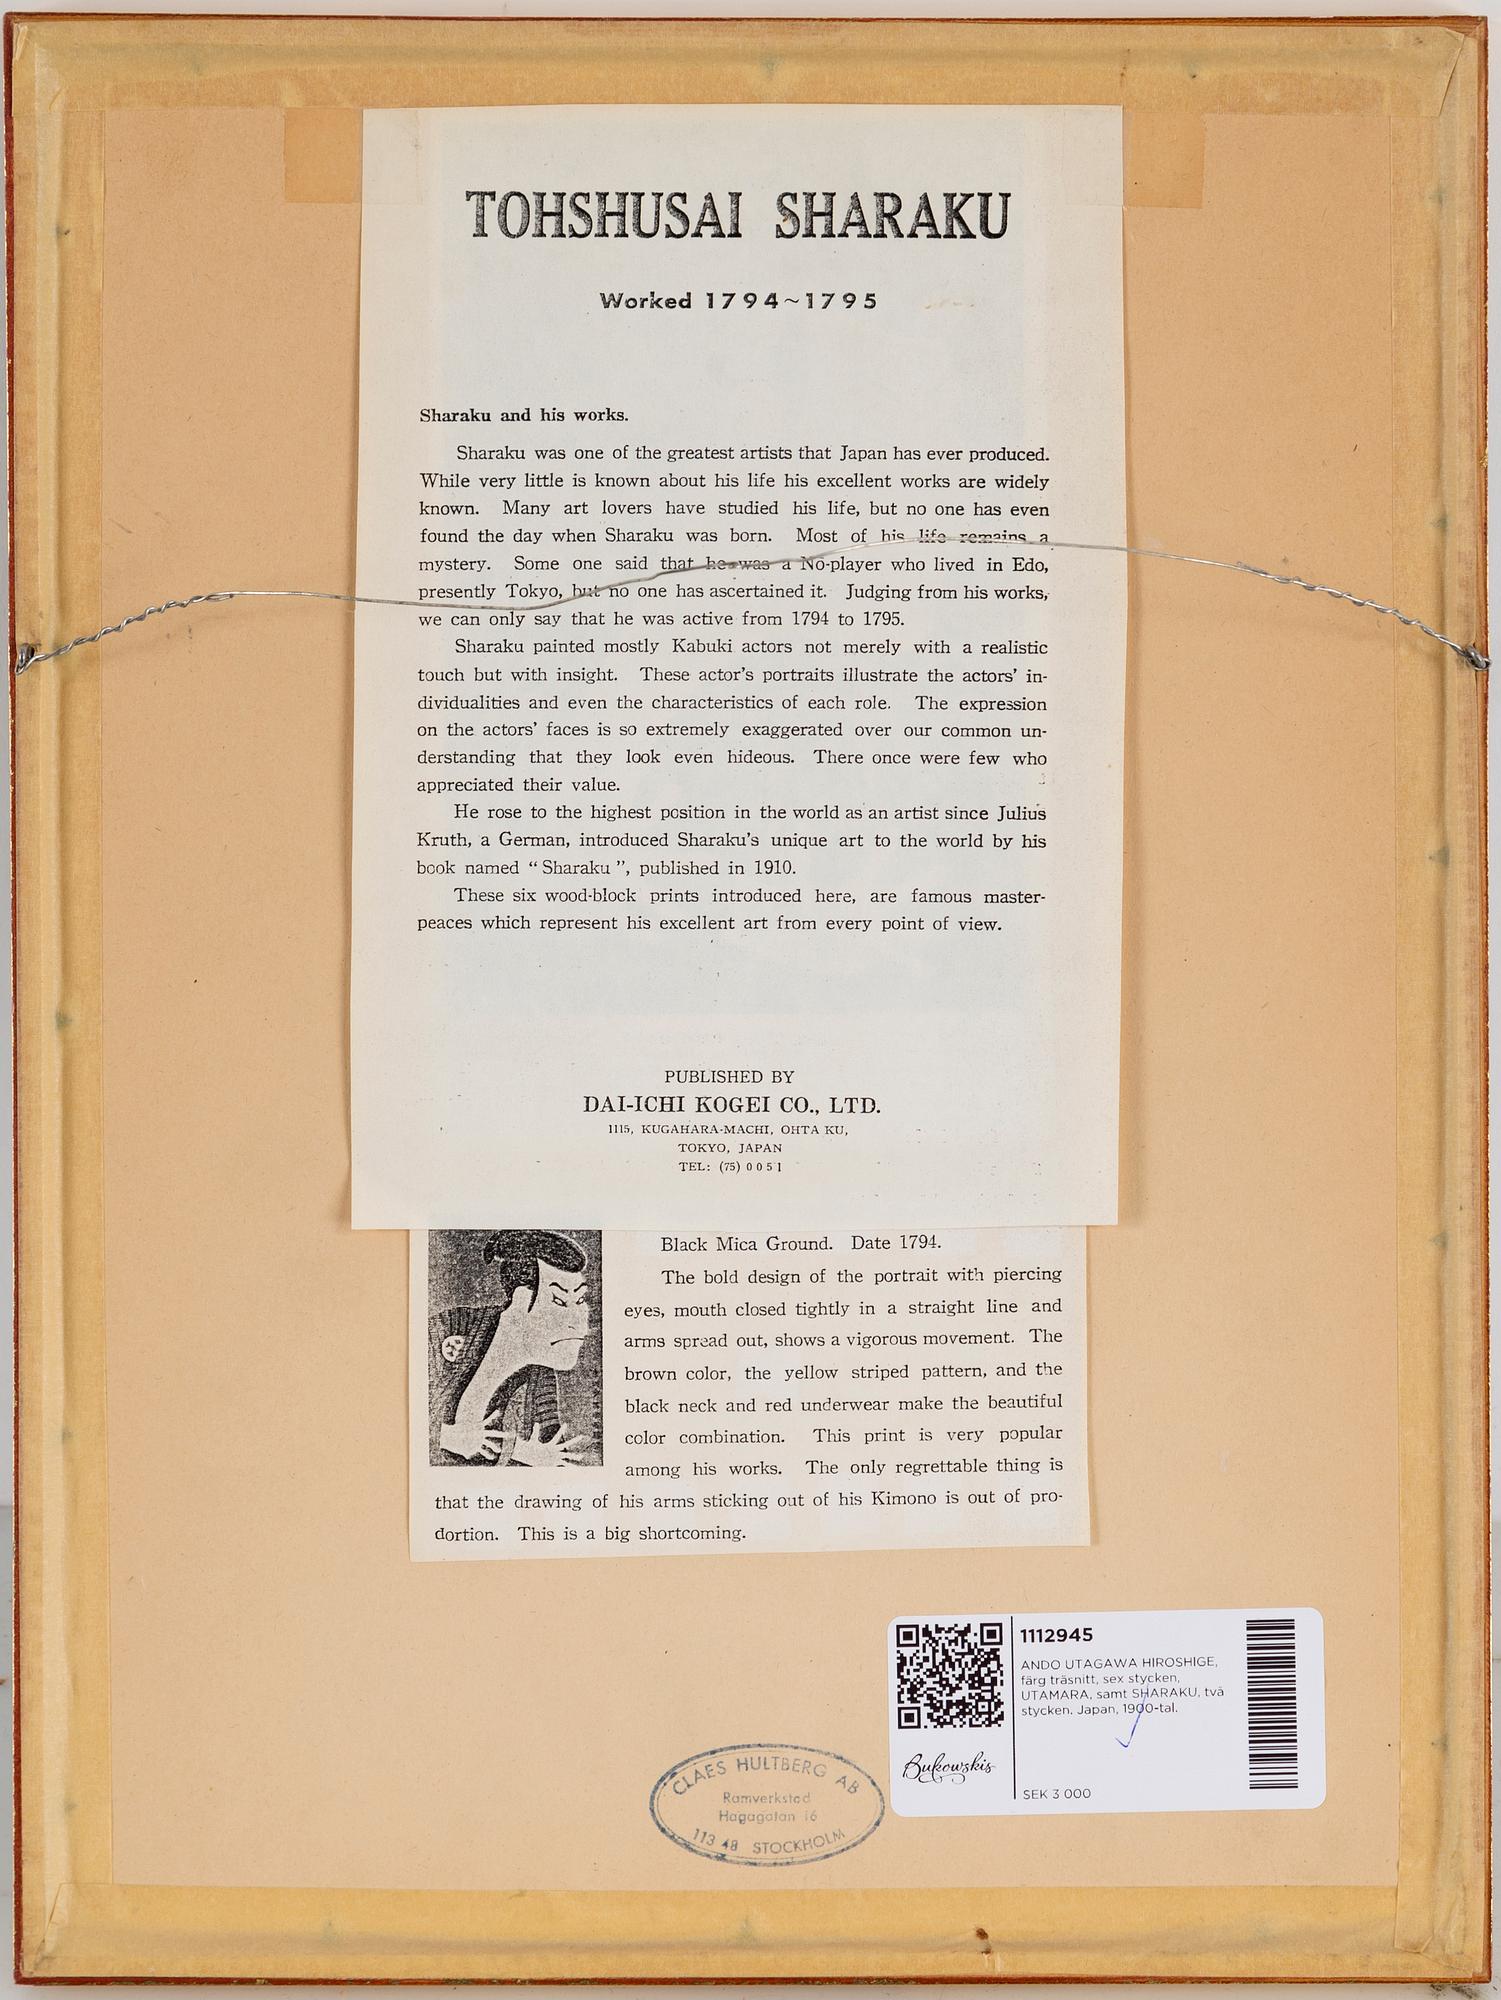 TOHSHUSAI SHARAKU
Worked 1794~1795
Sharaku and his works.
Sharaku was one of the greatest artists that Japan has ever produced.
While very little is known about his life his excellent works are widely
known. Many art lovers have studied his life, but no one has even
found the day when Sharaku was born. Most of his life remains a
mystery. Some one said that he was a No-player who lived in Edo,
presently Tokyo, but no one has ascertained it. Judging from his works,
we can only say that he was active from 1794 to 1795.
Sharaku painted mostly Kabuki actors not merely with a realistic
touch but with insight. These actor's portraits illustrate the actors' in-
dividualities and even the characteristics of each role. The expression
on the actors' faces is so extremely exaggerated over our common un-
derstanding that they look even hideous. There once were few who
appreciated their value.
He rose to the highest position in the world as an artist since Julius
Kruth, a German, introduced Sharaku's unique art to the world by his
book named “ Sharaku ”, published in 1910.
These six wood-block prints introduced here, are famous master-
peaces which represent his excellent art from every point of view.
PUBLISHED BY
DAI-ICHI KOGEI CO., LTD.
1115, KUGAHARA-MACHI, OHTA KU,
TOKYO, JAPAN
TEL: (75) 0051
Black Mica Ground. Date 1794.
The bold design of the portrait with piercing
eyes, mouth closed tightly in a straight line and
arms spread out, shows a vigorous movement. The
brown color, the yellow striped pattern, and the
black neck and red underwear make the beautiful
color combination. This print is very popular
among his works. The only regrettable thing is
that the drawing of his arms sticking out of his Kimono is out of pro-
dortion. This is a big shortcoming.
1112945
ANDO UTAGAWA HIROSHIGE,
färg träsnitt, sex stycken,
UTAMARA, samt SHARAKU, två
stycken. Japan, 1900-tal.
Bukowskis
SEK 3 000
CLAES HULTBERG AB
Ramverkstad
Hagagatan 16
113 48 STOCKHOLM